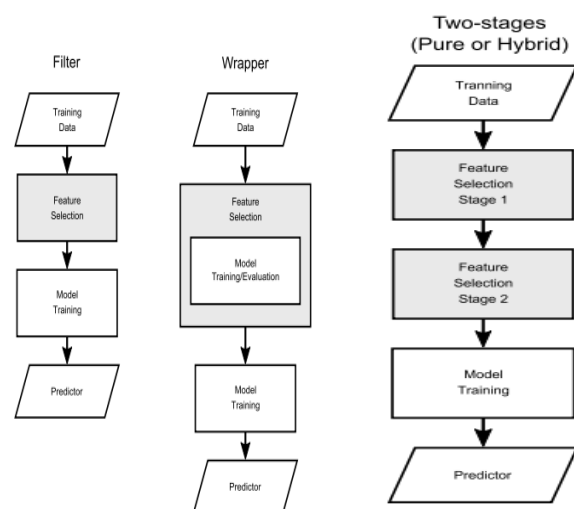 Filter
Training
Data
Feature
Selection
Model
Training
Predictor
Wrapper
Training
Data
Feature
Selection
Model
Training/Evaluation
Model
Training
Predictor
Two-stages
(Pure or Hybrid)
Tranning
Data
Feature
Selection
Stage 1
Feature
Selection
Stage 2
Model
Training
Predictor